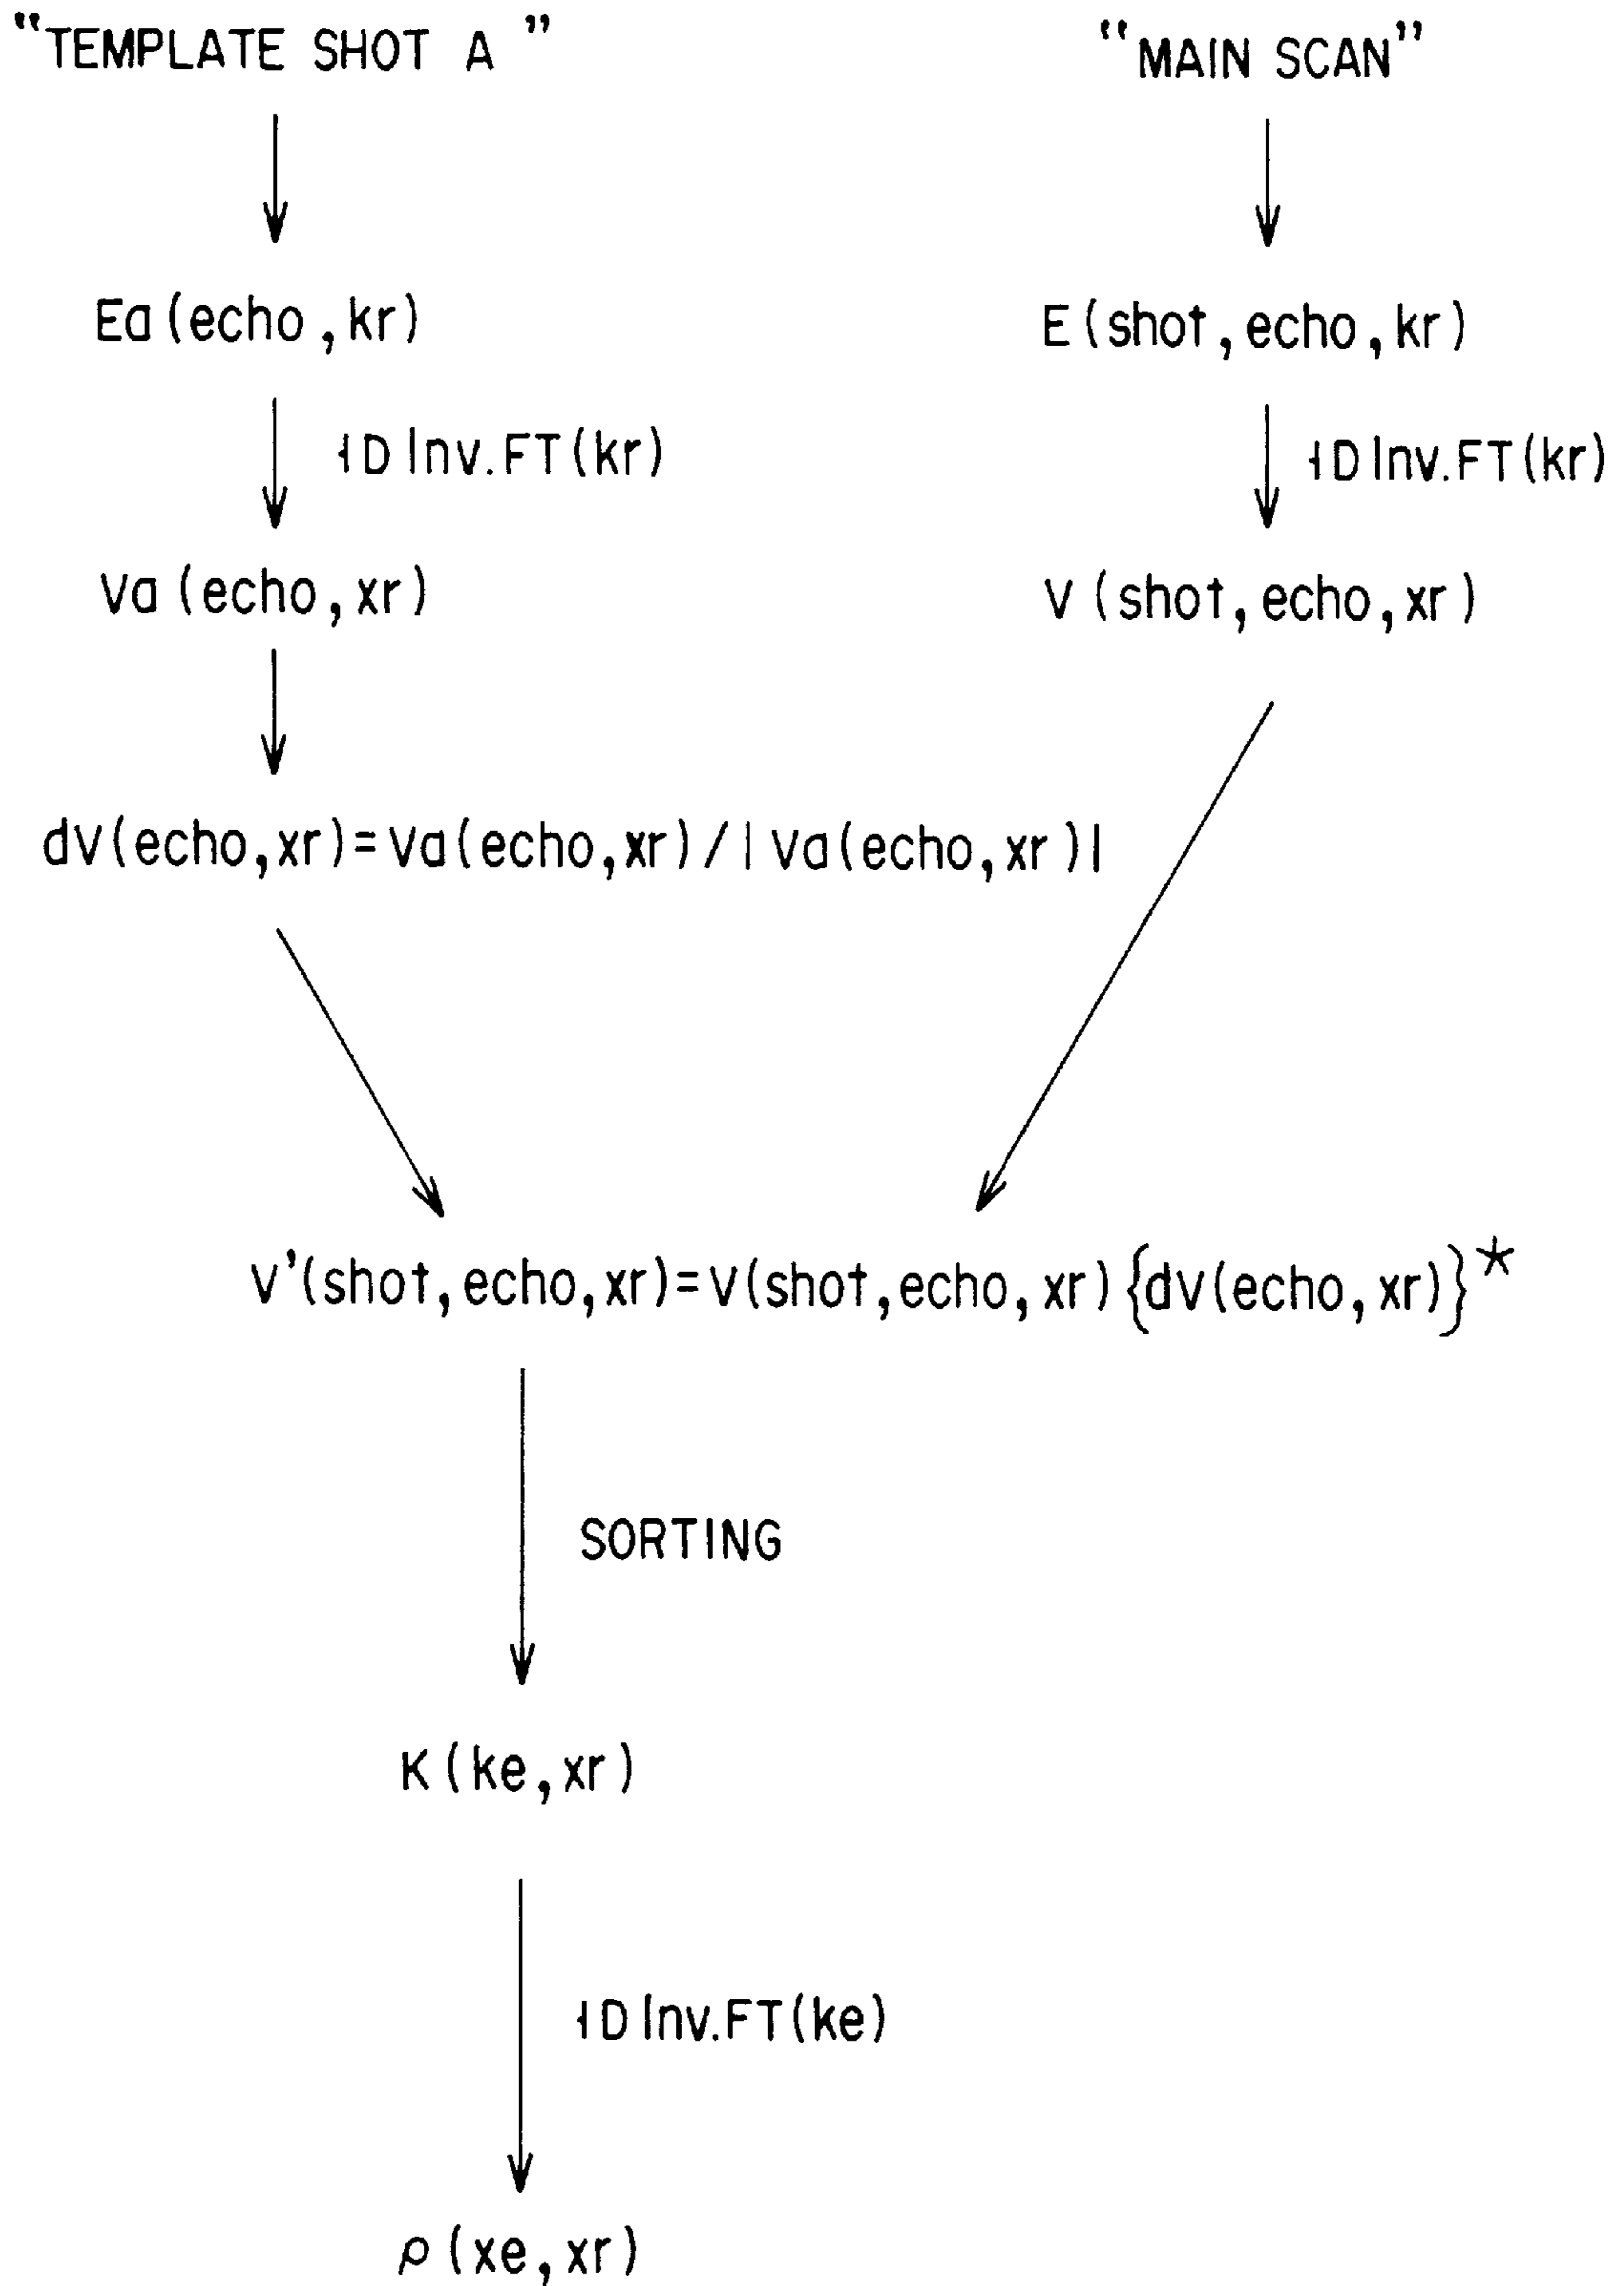 “TEMPLATE SHOT A ”
“MAIN SCAN”
Ea(echo,kr)
E(shot,echo,kr)
1D Inv.FT(kr)
1D Inv.FT(kr)
Va(echo,xr)
V(shot,echo,xr)
dV(echo,xr)=Va(echo,xr)/|Va(echo,xr)|
V'(shot,echo,xr)=V(shot,echo,xr){dV(echo,xr)}*
SORTING
K(ke,xr)
1D Inv.FT(ke)
ρ(xe,xr)